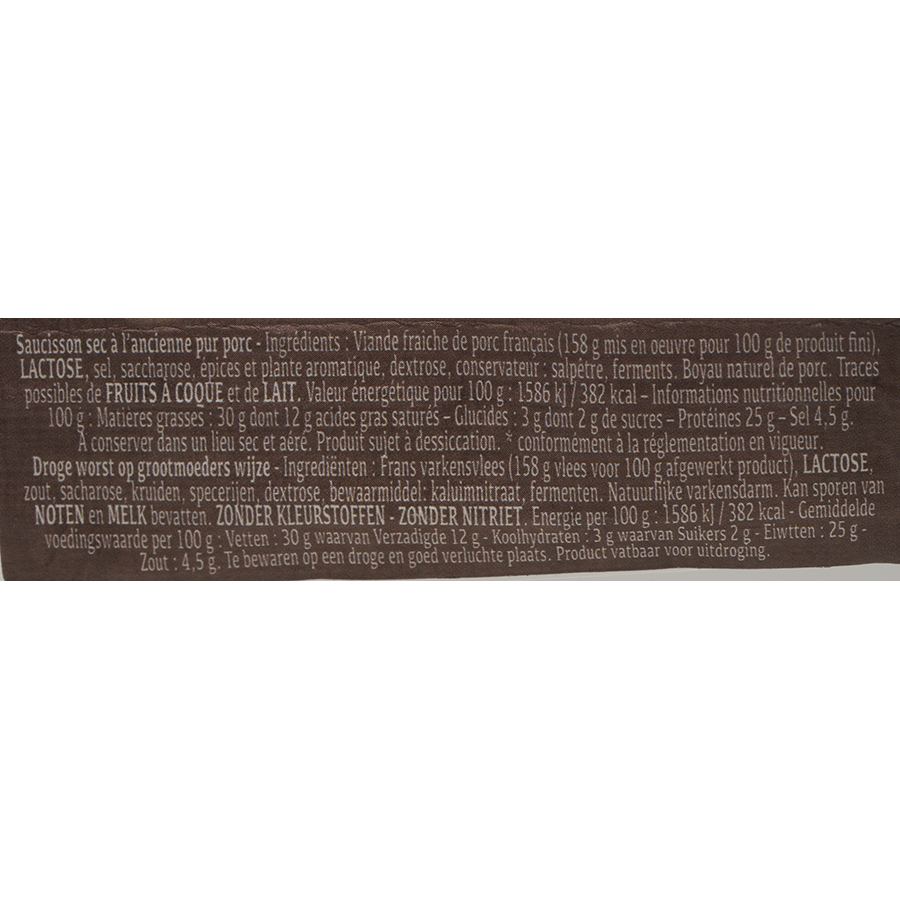 Saucisson sec à l'ancienne pur porc - Ingrédients : Viande fraiche de porc français (158 g mis en oeuvre pour 100 g de produit fini),
LACTOSE, sel, saccharose, épices et plante aromatique, dextrose, conservateur : salpétre, ferments. Boyau naturel de porc. Traces
possibles de FRUITS À COQUE et de LAIT. Valeur énergétique pour 100 g : 1586 kJ / 382 kcal – Informations nutritionnelles pour
100 g : Matières grasses : 30 g dont 12 g acides gras saturés – Glucides : 3 g dont 2 g de sucres – Protéines 25 g – Sel 4,5 g.
A conserver dans un lieu sec et aéré. Produit sujet à dessiccation. * conformément à la réglementation en vigueur.
Droge worst op grootmoeders wijze - Ingrediënten : Frans varkensvlees (158 g vlees voor 100 g afgewerkt product), LACTOSE,
zout, sacharose, kruiden, specerijen, dextrose, bewaarmiddel: kaluimnitraat, fermenten. Natuurlijke varkensdarm. Kan sporen van
NOTEN en MELK bevatten. ZONDER KLEURSTOFFEN - ZONDER NITRIET. Energie per 100 g : 1586 kJ / 382 kcal - Gemiddelde
voedingswaarde per 100 g : Vetten : 30 g waarvan Verzadigde 12 g - Koolhydraten : 3 g waarvan Suikers 2 g - Eiwtten : 25 g -
Zout : 4,5 g. Te bewaren op een droge en goed verluchte plaats. Product vatbaar voor uitdroging.